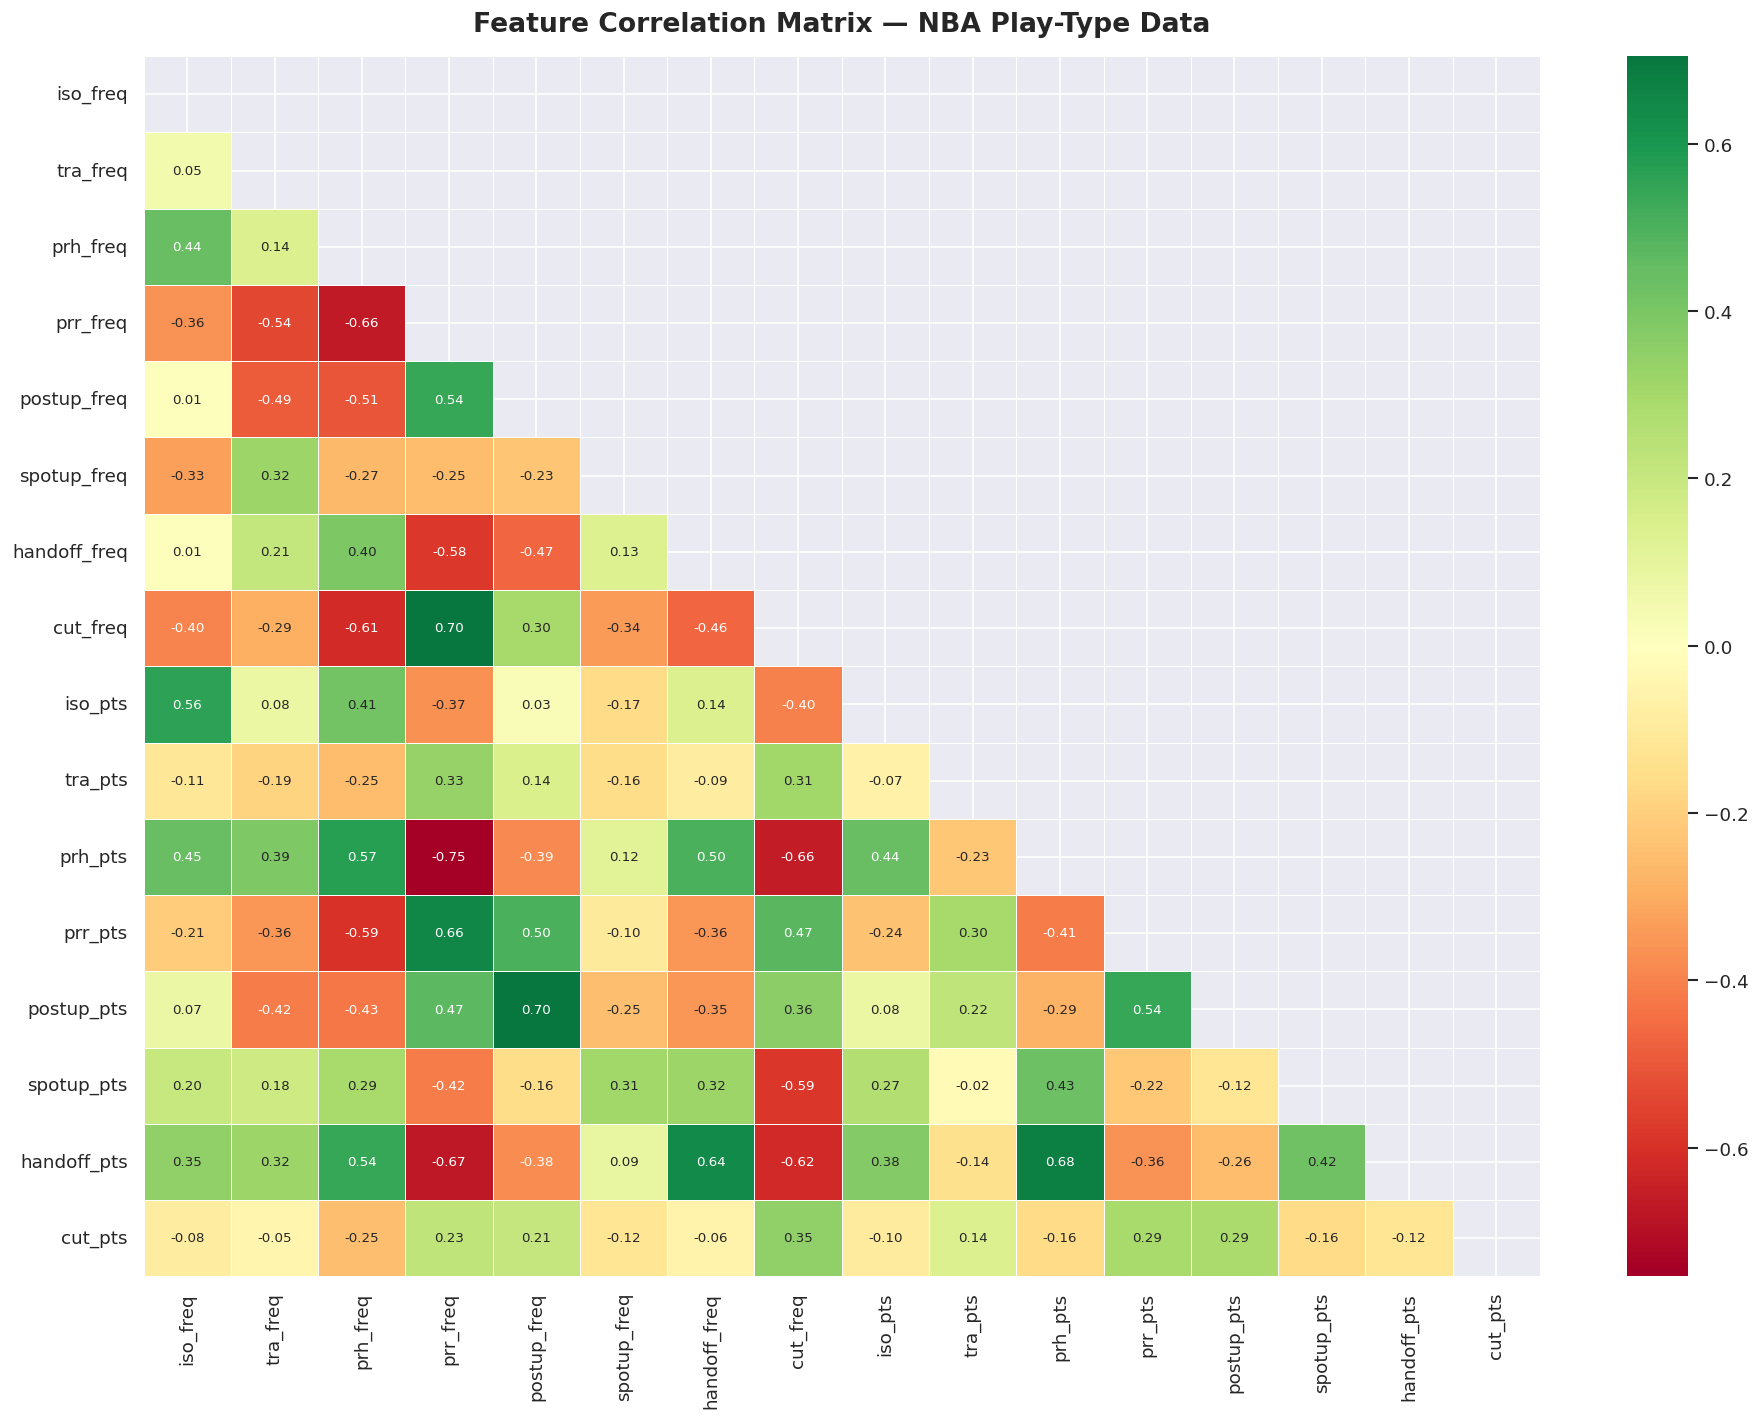 Feature Correlation Matrix — NBA Play-Type Data
iso_freq
tra_freq 0.05
prh_freq 0.44 0.14
prr_freq -0.36 -0.54 -0.66
postup_freq 0.01 -0.49 -0.51 0.54
spotup_freq -0.33 0.32 -0.27 -0.25 -0.23
handoff_freq 0.01 0.21 0.40 -0.58 -0.47 0.13
cut_freq -0.40 -0.29 -0.61 0.70 0.30 -0.34 -0.46
iso_pts 0.56 0.08 0.41 -0.37 0.03 -0.17 0.14 -0.40
tra_pts -0.11 -0.19 -0.25 0.33 0.14 -0.16 -0.09 0.31 -0.07
prh_pts 0.45 0.39 0.57 -0.75 -0.39 0.12 0.50 -0.66 0.44 -0.23
prr_pts -0.21 -0.36 -0.59 0.66 0.50 -0.10 -0.36 0.47 -0.24 0.30 -0.41
postup_pts 0.07 -0.42 -0.43 0.47 0.70 -0.25 -0.35 0.36 0.08 0.22 -0.29 0.54
spotup_pts 0.20 0.18 0.29 -0.42 -0.16 0.31 0.32 -0.59 0.27 -0.02 0.43 -0.22 -0.12
handoff_pts 0.35 0.32 0.54 -0.67 -0.38 0.09 0.64 -0.62 0.38 -0.14 0.68 -0.36 -0.26 0.42
cut_pts -0.08 -0.05 -0.25 0.23 0.21 -0.12 -0.06 0.35 -0.10 0.14 -0.16 0.29 0.29 -0.16 -0.12
iso_freq tra_freq prh_freq prr_freq postup_freq spotup_freq handoff_freq cut_freq iso_pts tra_pts prh_pts prr_pts postup_pts spotup_pts handoff_pts cut_pts
0.6
0.4
0.2
0.0
−0.2
−0.4
−0.6